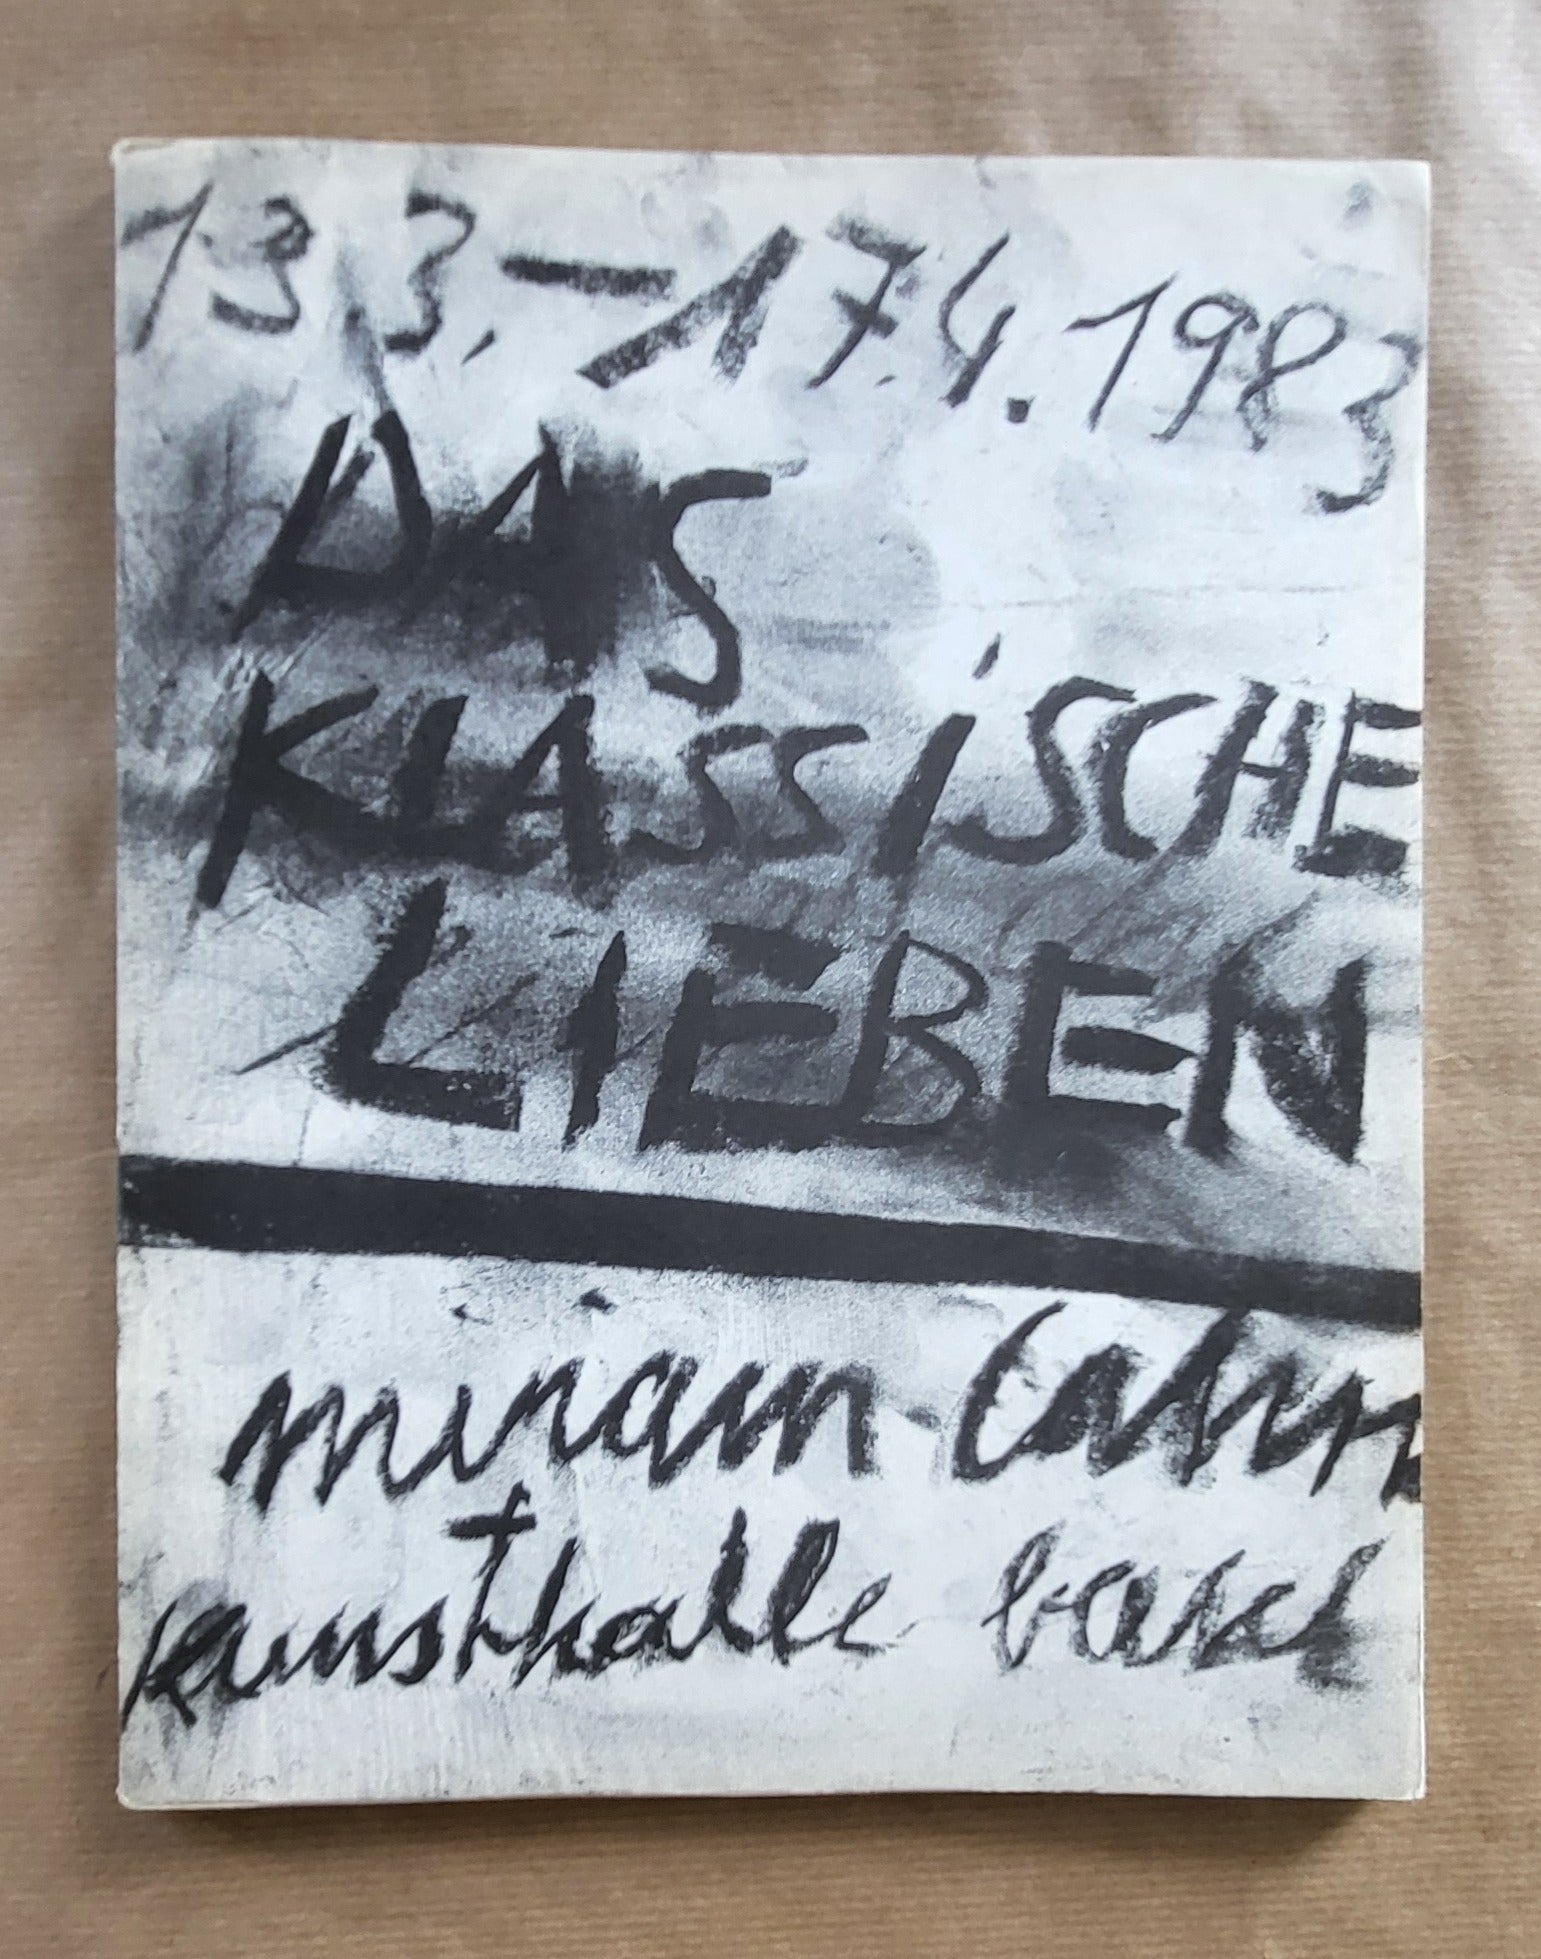 13.3.–17.4.1983
DAS
KLASSISCHE
LIEBEN
miriam cahn
kunsthalle basel